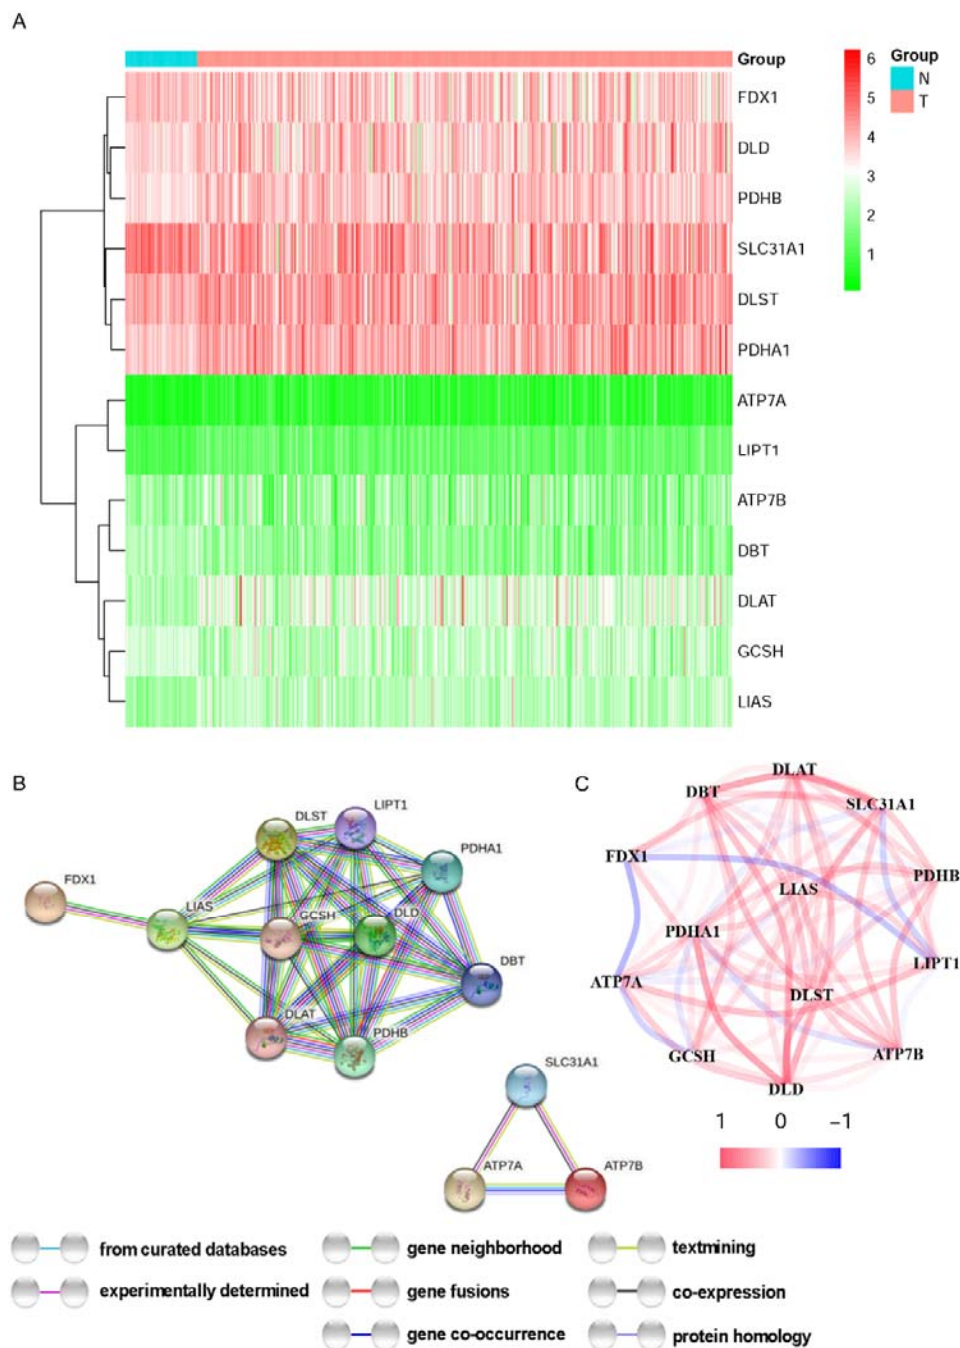 A
Group
FDX1
DLD
PDHB
SLC31A1
DLST
PDHA1
ATP7A
LIPT1
ATP7B
DBT
DLAT
GCSH
LIAS
6
5
4
3
2
1
Group
N
T
B
FDX1
LIAS
DLST
LIPT1
PDHA1
GCSH
DLD
DBT
DLAT
PDHB
SLC31A1
ATP7A
ATP7B
C
DLAT
DBT
SLC31A1
FDX1
PDHB
LIAS
PDHA1
LIPT1
ATP7A
DLST
GCSH
ATP7B
DLD
1 0 −1
from curated databases
gene neighborhood
textmining
experimentally determined
gene fusions
co-expression
gene co-occurrence
protein homology